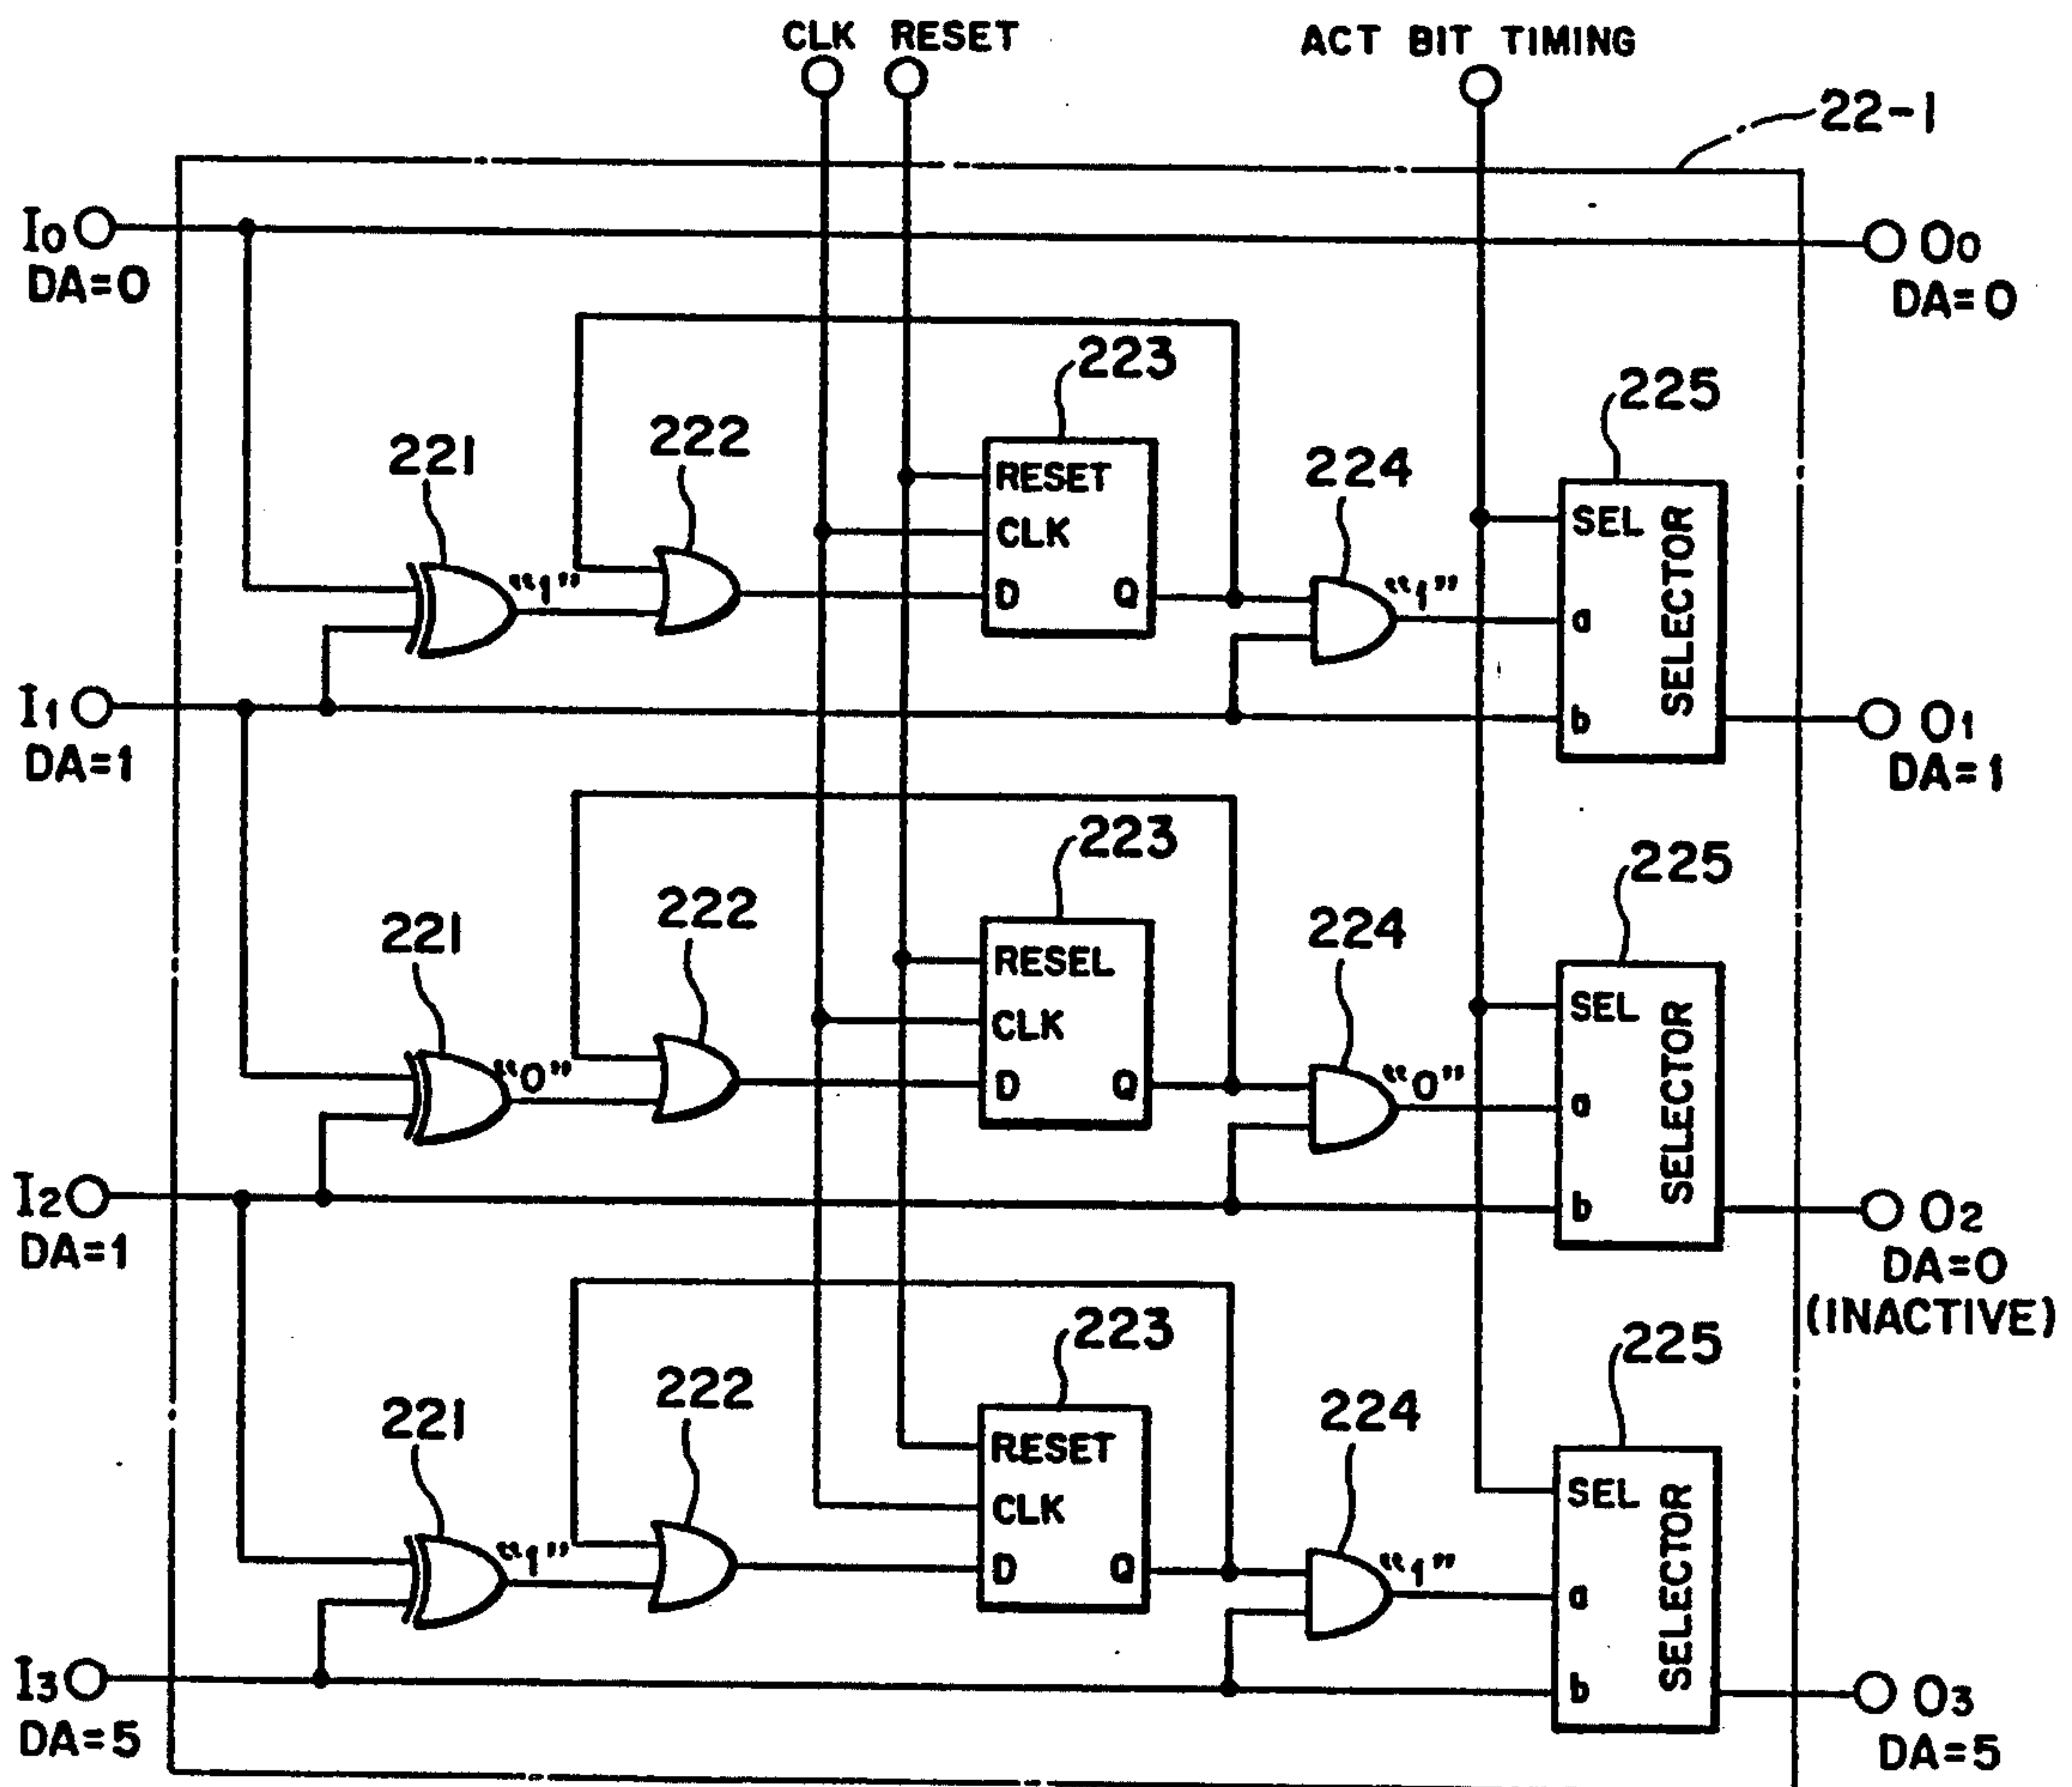 CLK RESET
ACT BIT TIMING
22-1
I0
DA=0
O0
DA=0
223
225
222
221
224
RESET
CLK
D Q
SEL
a
b
SELECTOR
“1”
“1”
I1
DA=1
O1
DA=1
223
225
222
221
224
RESEL
CLK
D Q
SEL
a
b
SELECTOR
“0”
“0”
I2
DA=1
O2
DA=0
(INACTIVE)
223
225
222
221
224
RESET
CLK
D Q
SEL
a
b
SELECTOR
“1”
“1”
I3
DA=5
O3
DA=5